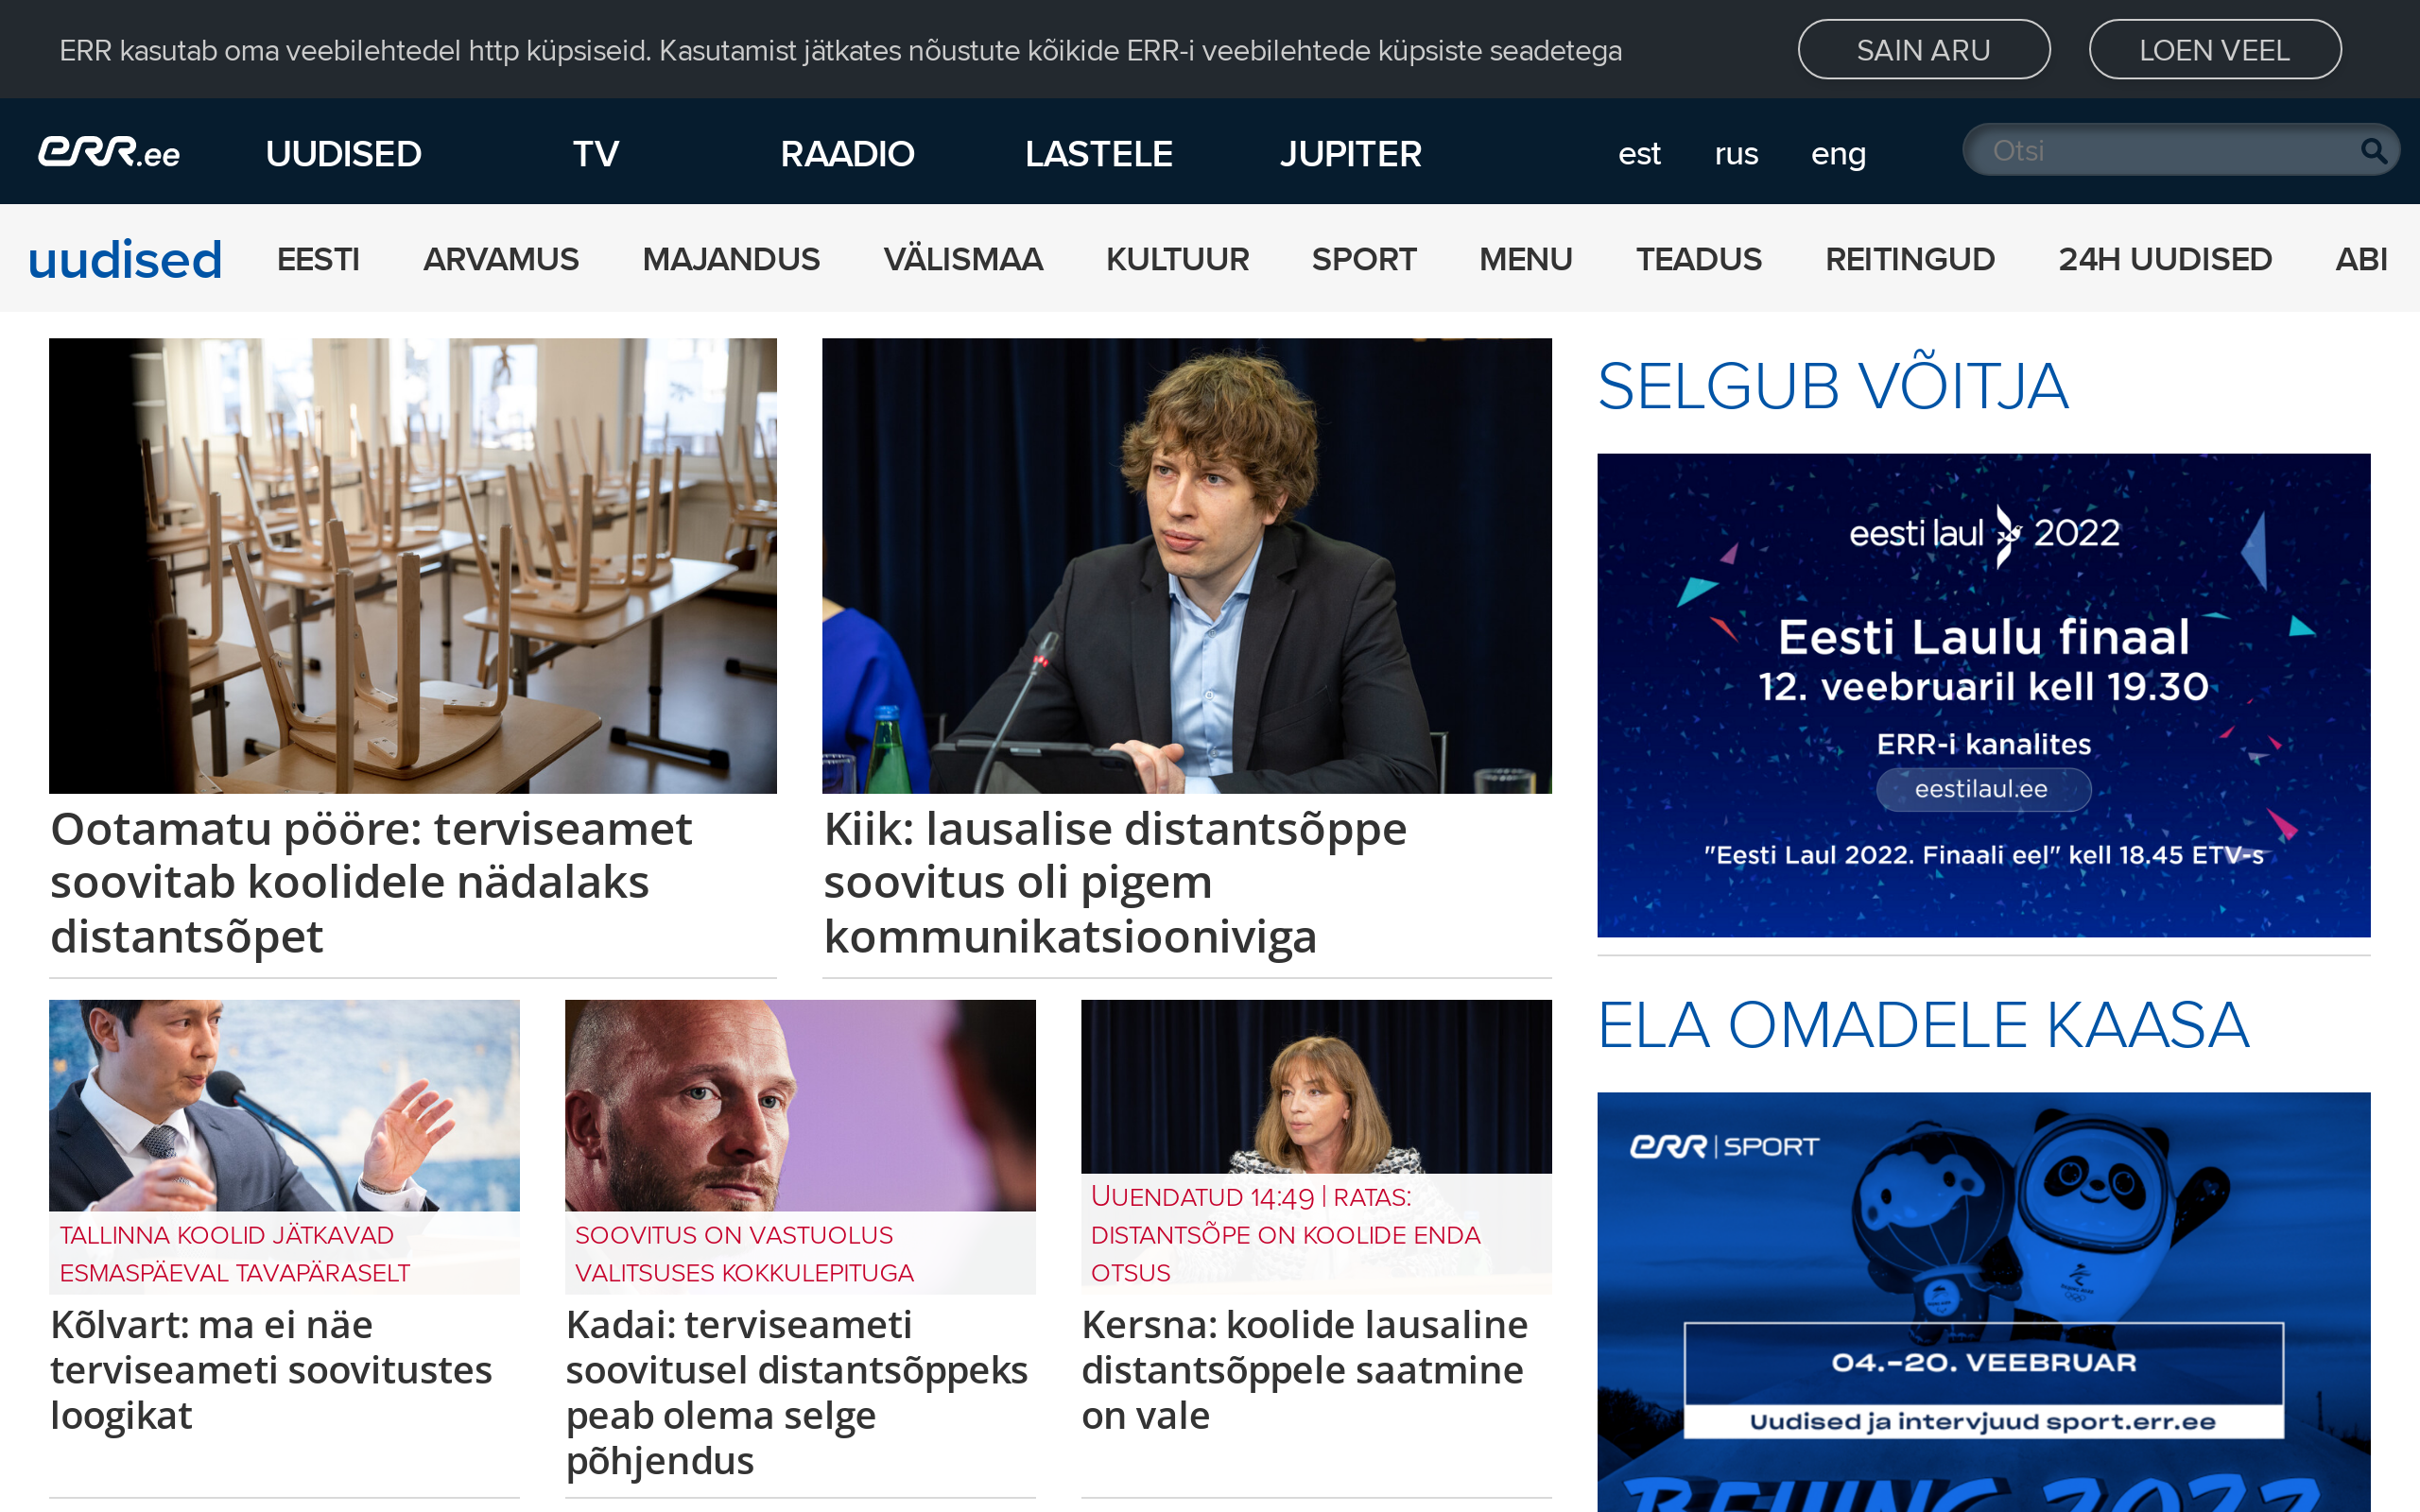 ERR kasutab oma veebilehtedel http küpsiseid. Kasutamist jätkates nõustute kõikide ERR-i veebilehtede küpsiste seadetega
SAIN ARU
LOEN VEEL
err.ee
UUDISED
TV
RAADIO
LASTELE
JUPITER
est
rus
eng
Otsi
uudised
EESTI
ARVAMUS
MAJANDUS
VÄLISMAA
KULTUUR
SPORT
MENU
TEADUS
REITINGUD
24H UUDISED
ABI
Ootamatu pööre: terviseamet
soovitab koolidele nädalaks
distantsõpet
Kiik: lausalise distantsõppe
soovitus oli pigem
kommunikatsiooniviga
TALLINNA KOOLID JÄTKAVAD
ESMASPÄEVAL TAVAPÄRASELT
Kõlvart: ma ei näe
terviseameti soovitustes
loogikat
SOOVITUS ON VASTUOLUS
VALITSUSES KOKKULEPITUGA
Kadai: terviseameti
soovitusel distantsõppeks
peab olema selge
põhjendus
UUENDATUD 14:49 | RATAS:
DISTANTSÕPE ON KOOLIDE ENDA
OTSUS
Kersna: koolide lausaline
distantsõppele saatmine
on vale
SELGUB VÕITJA
eesti laul 2022
Eesti Laulu finaal
12. veebruaril kell 19.30
ERR-i kanalites
eestilaul.ee
"Eesti Laul 2022. Finaali eel" kell 18.45 ETV-s
ELA OMADELE KAASA
err | SPORT
04.–20. VEEBRUAR
Uudised ja intervjuud sport.err.ee
BEIJING 2022